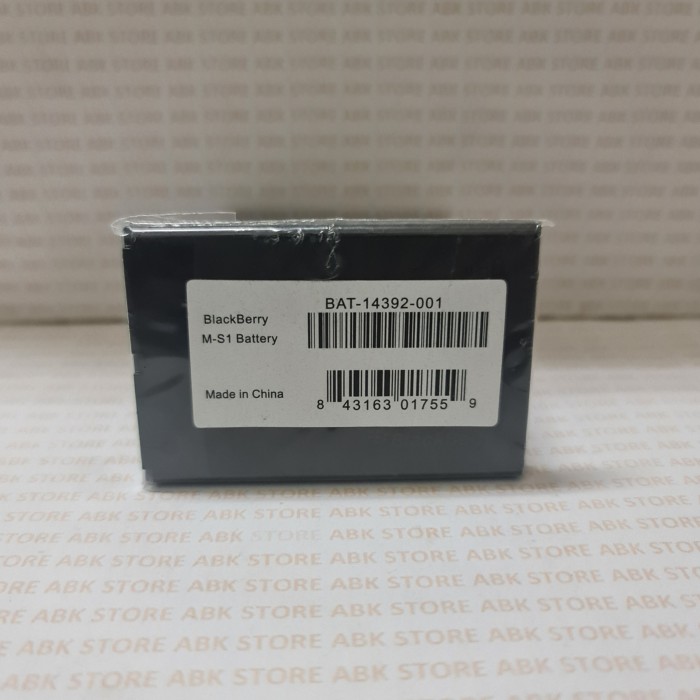 BAT-14392-001
BlackBerry
M-S1 Battery
Made in China
8 43163 01755 9
ABK STORE ABK STORE ABK STORE ABK STORE